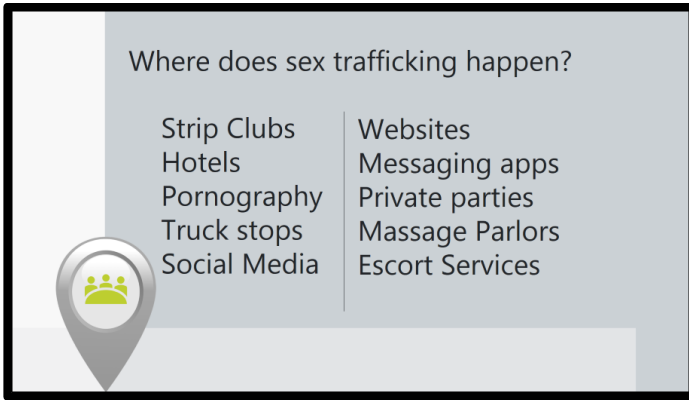 Where does sex trafficking happen?
Strip Clubs
Hotels
Pornography
Truck stops
Social Media
Websites
Messaging apps
Private parties
Massage Parlors
Escort Services